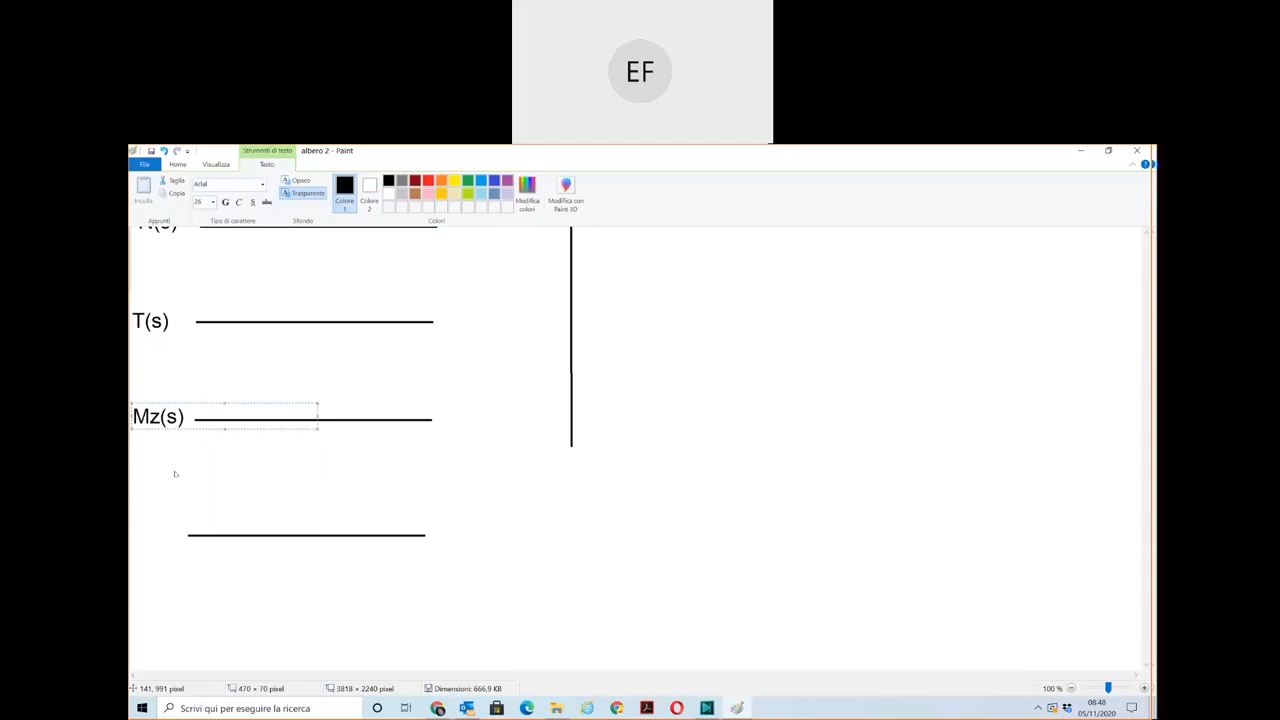 EF
albero 2 - Paint
Strumenti di testo
File Home Visualizza Testo
Incolla
Taglia
Copia
Appunti
Arial
26 G C S abc
Tipo di carattere
Opaco
Trasparente
Sfondo
Colore 1
Colore 2
Modifica colori
Modifica con Paint 3D
Colori
N(s)
T(s)
Mz(s)
141, 991 pixel
470 × 70 pixel
3818 × 2240 pixel
Dimensioni: 666,9 KB
100 %
Scrivi qui per eseguire la ricerca
08:48
05/11/2020